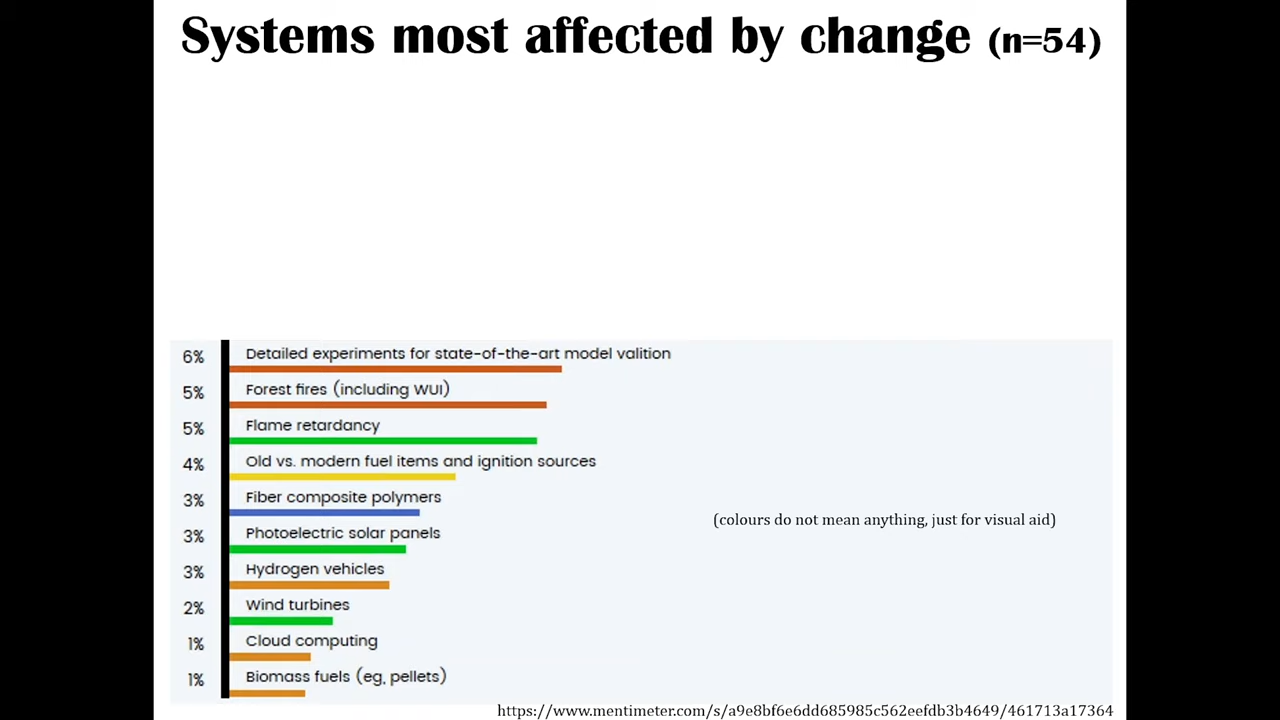 Systems most affected by change (n=54)
6% Detailed experiments for state-of-the-art model valition
5% Forest fires (including WUI)
5% Flame retardancy
4% Old vs. modern fuel items and ignition sources
3% Fiber composite polymers
(colours do not mean anything, just for visual aid)
3% Photoelectric solar panels
3% Hydrogen vehicles
2% Wind turbines
1% Cloud computing
1% Biomass fuels (eg, pellets)
https://www.mentimeter.com/s/a9e8bf6e6dd685985c562eefdb3b4649/461713a17364